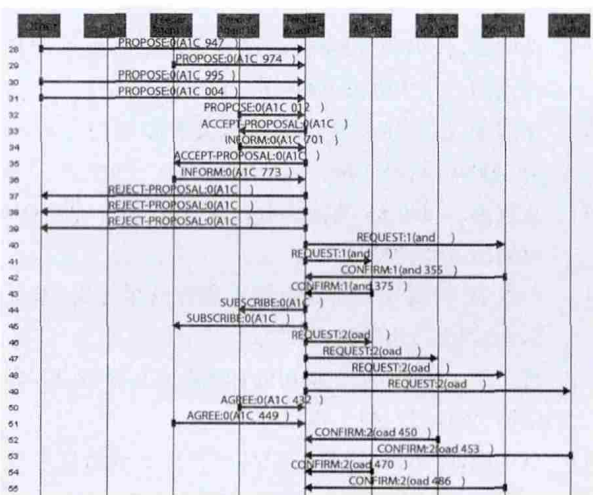 28 PROPOSE:0(A1C 947 )
29 PROPOSE:0(A1C 974 )
30 PROPOSE:0(A1C 995 )
31 PROPOSE:0(A1C 004 )
32 PROPOSE:0(A1C 012 )
33 ACCEPT-PROPOSAL:0(A1C )
34 INFORM:0(A1C 701 )
35 ACCEPT-PROPOSAL:0(A1C )
36 INFORM:0(A1C 773 )
37 REJECT-PROPOSAL:0(A1C )
38 REJECT-PROPOSAL:0(A1C )
39 REJECT-PROPOSAL:0(A1C )
40 REQUEST:1(and )
41 REQUEST:1(and )
42 CONFIRM:1(and 355 )
43 CONFIRM:1(and 375 )
44 SUBSCRIBE:0(A1C )
45 SUBSCRIBE:0(A1C )
46 REQUEST:2(oad )
47 REQUEST:2(oad )
48 REQUEST:2(oad )
49 REQUEST:2(oad )
50 AGREE:0(A1C 432 )
51 AGREE:0(A1C 449 )
52 CONFIRM:2(oad 450 )
53 CONFIRM:2(oad 453 )
54 CONFIRM:2(oad 470 )
55 CONFIRM:2(oad 486 )